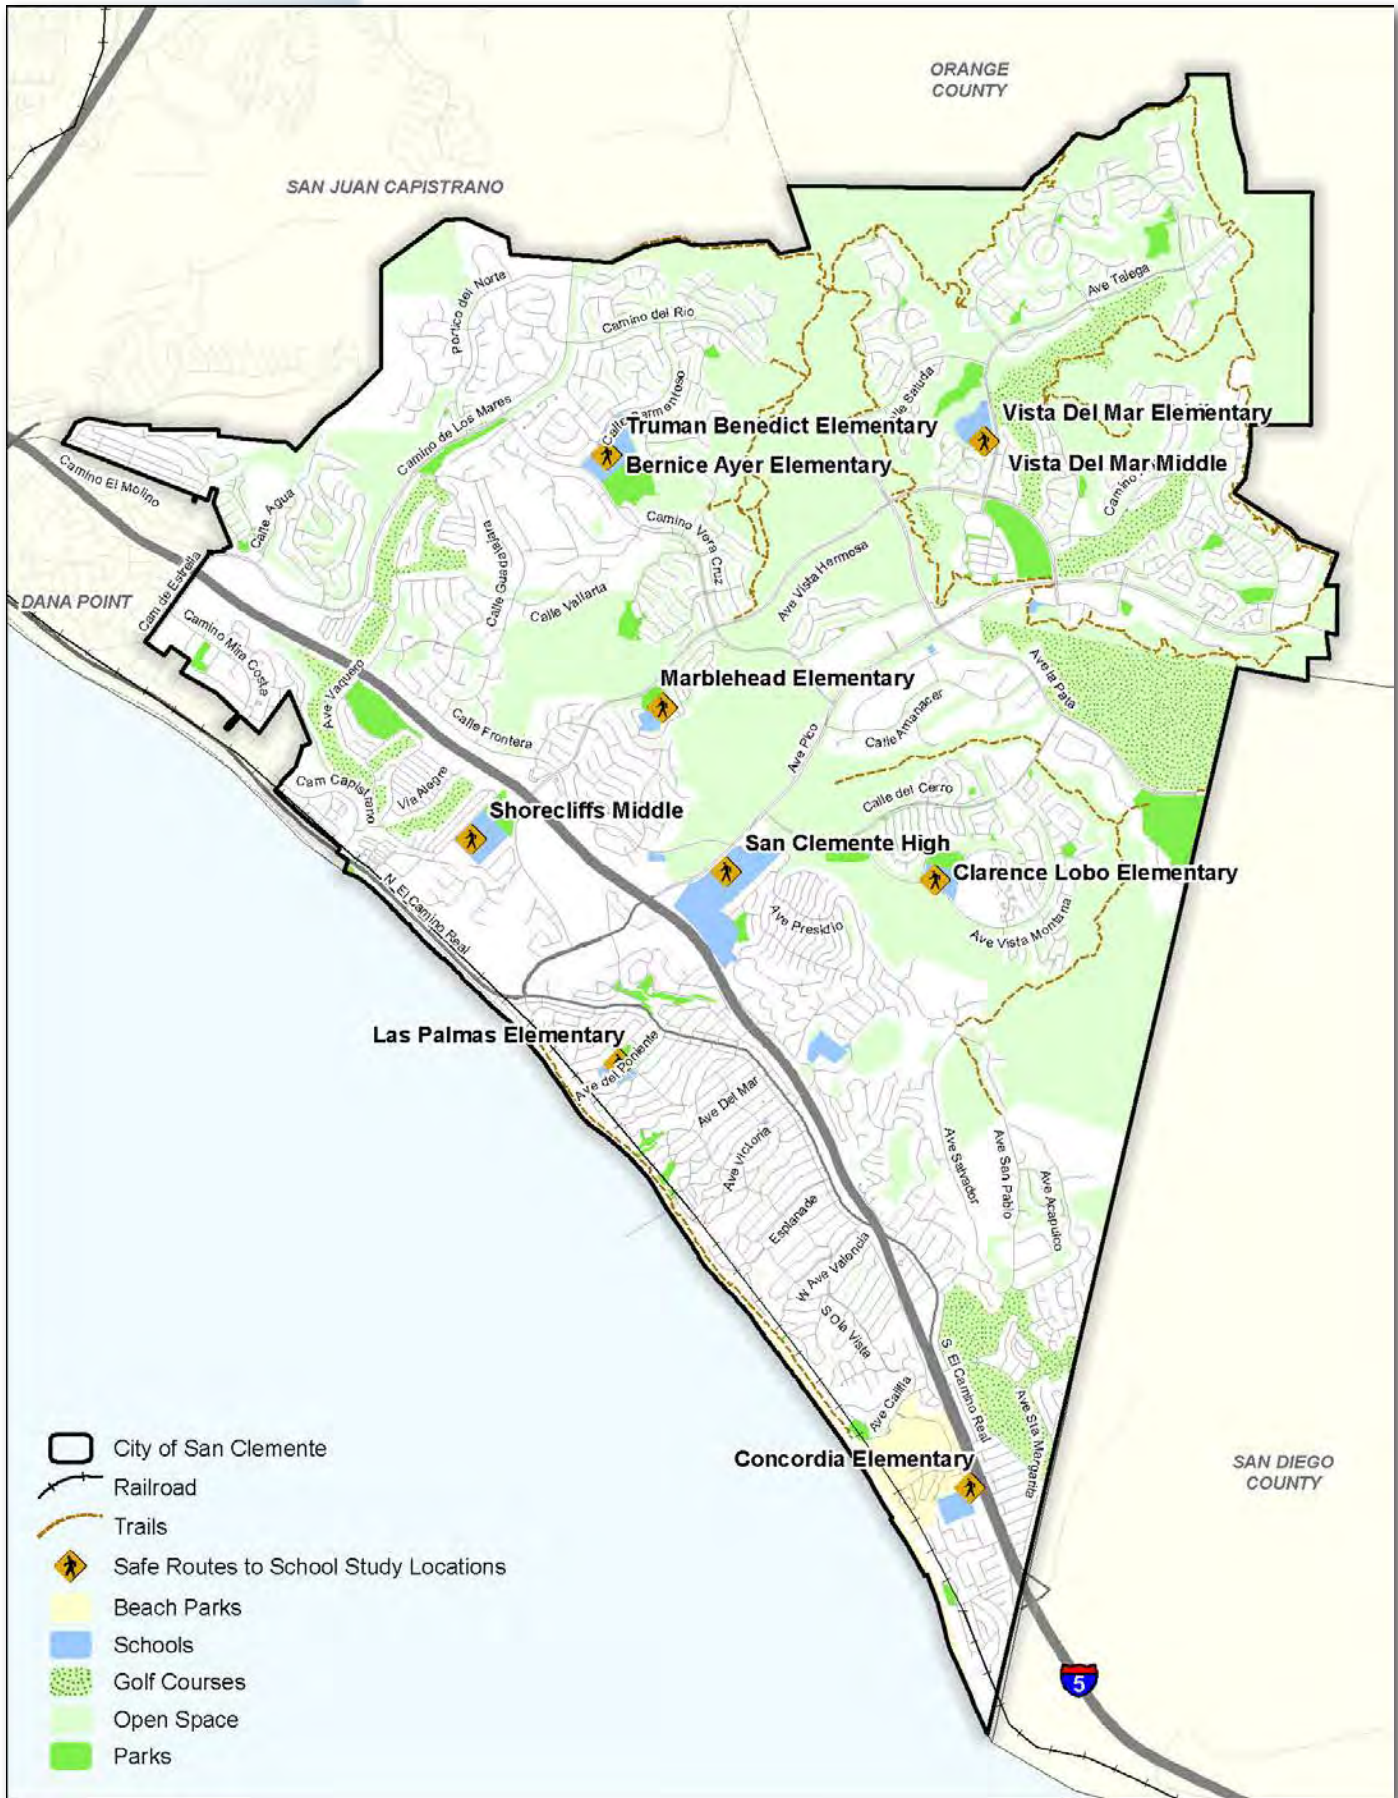 ORANGE
COUNTY
SAN JUAN CAPISTRANO
Portico del Norte
Camino del Rio
Ave Talega
Camino de Los Mares
Truman Benedict Elementary
Bernice Ayer Elementary
Vista Del Mar Elementary
Vista Del Mar Middle
Camino El Molino
Calle Agua
Calle Guadalajara
Camino Vera Cruz
Calle Vallarta
Ave Vista Hermosa
DANA POINT
Cam de Estrella
Camino Mira Costa
Ave Vaquero
Calle Frontera
Marblehead Elementary
Ave la Pata
Calle Amanecer
Ave Pico
Cam Capistrano
Via Alegre
Calle del Cerro
Shorecliffs Middle
San Clemente High
Clarence Lobo Elementary
N El Camino Real
Ave Presidio
Ave Vista Montana
Las Palmas Elementary
Ave del Poniente
Ave Del Mar
Ave Victoria
Ave Salvador
Ave San Pablo
Ave Acapulco
Esplanade
W Ave Valencia
S Ola Vista
S El Camino Real
Ave Califia
Ave Sta Margarita
Concordia Elementary
SAN DIEGO
COUNTY
5
City of San Clemente
Railroad
Trails
Safe Routes to School Study Locations
Beach Parks
Schools
Golf Courses
Open Space
Parks